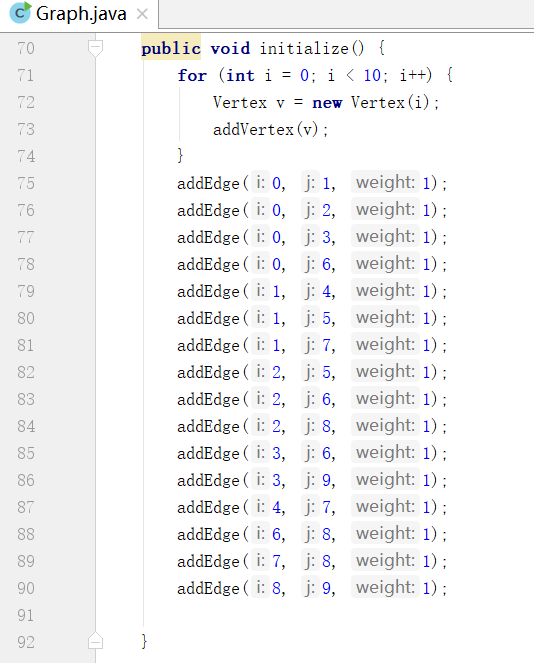 Graph.java
70 public void initialize() {
71 for (int i = 0; i < 10; i++) {
72 Vertex v = new Vertex(i);
73 addVertex(v);
74 }
75 addEdge( i: 0, j: 1, weight: 1);
76 addEdge( i: 0, j: 2, weight: 1);
77 addEdge( i: 0, j: 3, weight: 1);
78 addEdge( i: 0, j: 6, weight: 1);
79 addEdge( i: 1, j: 4, weight: 1);
80 addEdge( i: 1, j: 5, weight: 1);
81 addEdge( i: 1, j: 7, weight: 1);
82 addEdge( i: 2, j: 5, weight: 1);
83 addEdge( i: 2, j: 6, weight: 1);
84 addEdge( i: 2, j: 8, weight: 1);
85 addEdge( i: 3, j: 6, weight: 1);
86 addEdge( i: 3, j: 9, weight: 1);
87 addEdge( i: 4, j: 7, weight: 1);
88 addEdge( i: 6, j: 8, weight: 1);
89 addEdge( i: 7, j: 8, weight: 1);
90 addEdge( i: 8, j: 9, weight: 1);
91
92 }